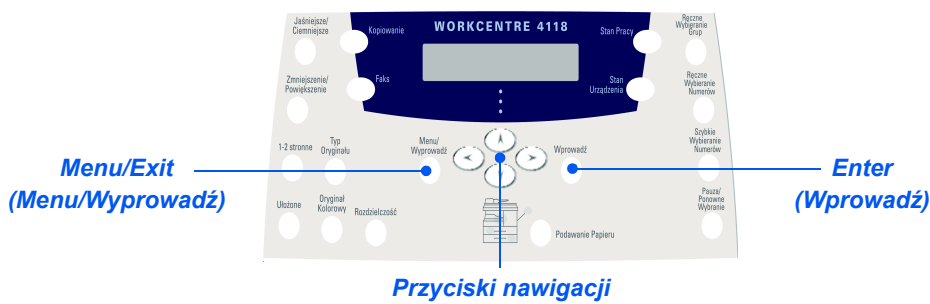 Jaśniejsze/
Ciemniejsze
Kopiowanie
WORKCENTRE 4118
Stan Pracy
Ręczne
Wybieranie
Grup
Zmniejszenie/
Powiększenie
Faks
Stan
Urządzenia
Ręczne
Wybieranie
Numerów
1-2 stronne
Typ
Oryginału
Menu/
Wyprowadź
Wprowadź
Szybkie
Wybieranie
Numerów
Menu/Exit
(Menu/Wyprowadź)
Enter
(Wprowadź)
Ułożone
Oryginał
Kolorowy
Rozdzielczość
Podawanie Papieru
Pauza/
Ponowne
Wybranie
Przyciski nawigacji